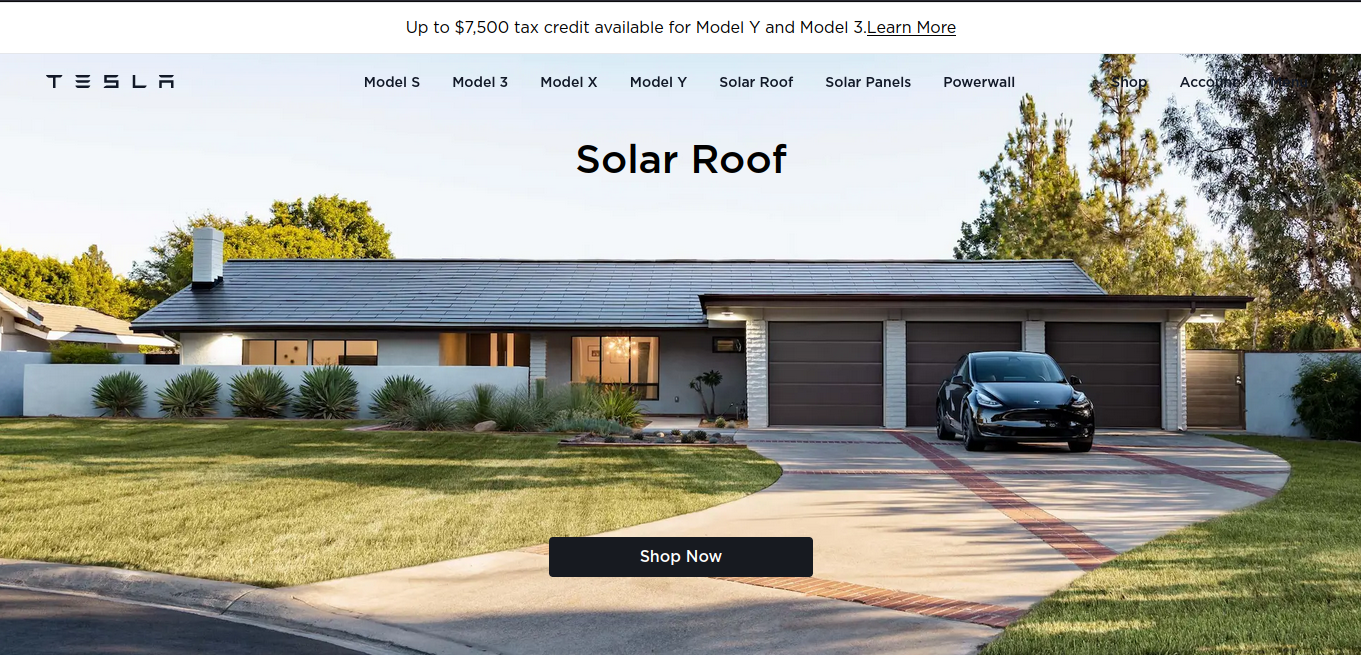 Up to $7,500 tax credit available for Model Y and Model 3.Learn More
TESLA Model S Model 3 Model X Model Y Solar Roof Solar Panels Powerwall Shop Account
Solar Roof
Shop Now